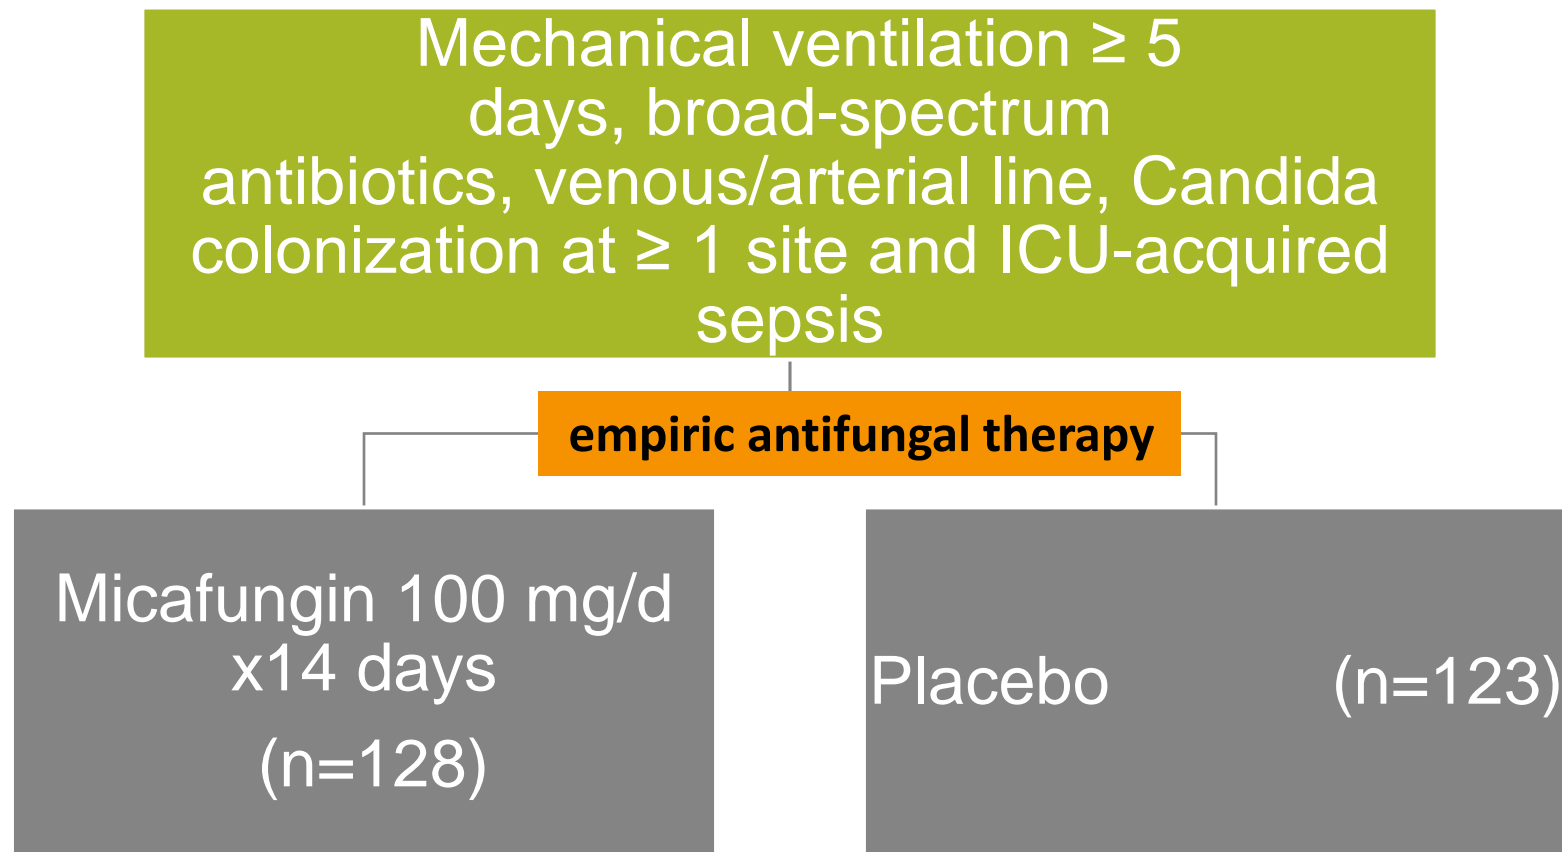 Mechanical ventilation ≥ 5
days, broad-spectrum
antibiotics, venous/arterial line, Candida
colonization at ≥ 1 site and ICU-acquired
sepsis
empiric antifungal therapy
Micafungin 100 mg/d
x14 days
(n=128)
Placebo (n=123)